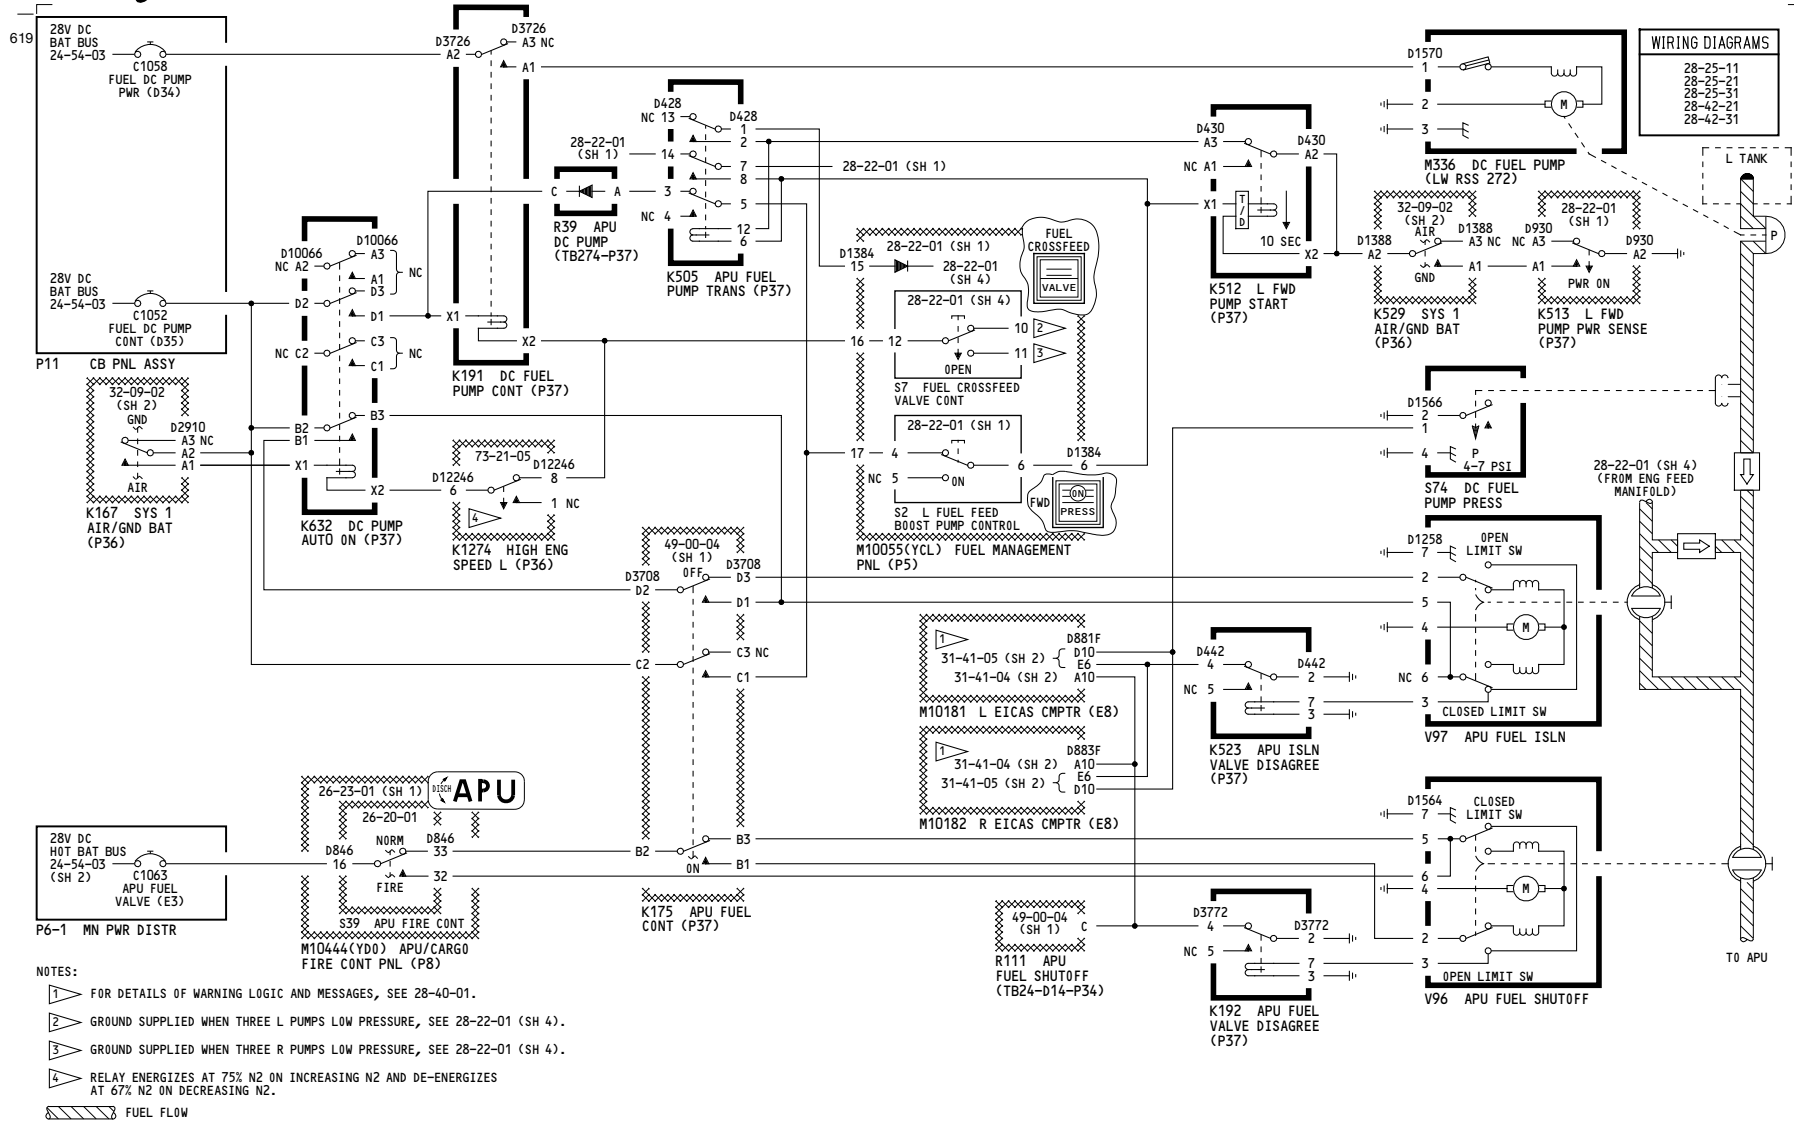 619
28V DC
BAT BUS
24-54-03
C1058
FUEL DC PUMP
PWR (D34)
28V DC
BAT BUS
24-54-03
C1052
FUEL DC PUMP
CONT (D35)
P11 CB PNL ASSY
32-09-02
(SH 2)
GND
D2910
A3 NC
A2
A1
AIR
K167 SYS 1
AIR/GND BAT
(P36)
D10066
NC A2
D2
NC C2
B2
B1
X1
D10066
A3
A1
D3
NC
D1
C3
NC
C1
B3
X2
K632 DC PUMP
AUTO ON (P37)
D3726
A2
D3726
A3 NC
A1
X1
X2
K191 DC FUEL
PUMP CONT (P37)
D12246
6
73-21-05
D12246
8
1 NC
4
K1274 HIGH ENG
SPEED L (P36)
C
A
R39 APU
DC PUMP
(TB274-P37)
28-22-01
(SH 1)
D428
NC 13
14
3
NC 4
D428
1
2
7
8
5
12
6
28-22-01 (SH 1)
K505 APU FUEL
PUMP TRANS (P37)
D1384
15
16
17
28-22-01 (SH 1)
28-22-01
(SH 4)
FUEL
CROSSFEED
VALVE
28-22-01 (SH 4)
12
10
2
11
3
OPEN
S7 FUEL CROSSFEED
VALVE CONT
28-22-01 (SH 1)
4
NC 5
ON
6
D1384
6
S2 L FUEL FEED
BOOST PUMP CONTROL
FWD
ON
PRESS
M10055(YCL) FUEL MANAGEMENT
PNL (P5)
D430
A3
NC A1
X1
T/D
10 SEC
D430
A2
X2
K512 L FWD
PUMP START
(P37)
D1570
1
2
3
M
M336 DC FUEL PUMP
(LW RSS 272)
WIRING DIAGRAMS
28-25-11
28-25-21
28-25-31
28-42-21
28-42-31
L TANK
P
32-09-02
(SH 2)
AIR
D1388
A2
D1388
A3 NC
A1
GND
K529 SYS 1
AIR/GND BAT
(P36)
28-22-01
(SH 1)
D930
NC A3
A1
D930
A2
PWR ON
K513 L FWD
PUMP PWR SENSE
(P37)
D1566
2
1
4
P
4-7 PSI
S74 DC FUEL
PUMP PRESS
28-22-01 (SH 4)
(FROM ENG FEED
MANIFOLD)
49-00-04
(SH 1)
D3708
D2
C2
B2
OFF
D3708
D3
D1
C3 NC
C1
B3
B1
ON
K175 APU FUEL
CONT (P37)
1
D881F
D10
31-41-05 (SH 2)
E6
31-41-04 (SH 2)
A10
M10181 L EICAS CMPTR (E8)
1
D883F
31-41-04 (SH 2)
A10
E6
31-41-05 (SH 2)
D10
M10182 R EICAS CMPTR (E8)
D442
4
NC 5
D442
2
7
3
K523 APU ISLN
VALVE DISAGREE
(P37)
D1258
7
2
5
4
NC 6
3
OPEN
LIMIT SW
M
CLOSED LIMIT SW
V97 APU FUEL ISLN
28V DC
HOT BAT BUS
24-54-03
(SH 2)
C1063
APU FUEL
VALVE (E3)
P6-1 MN PWR DISTR
26-23-01 (SH 1)
DISCH
APU
26-20-01
D846
16
NORM
FIRE
D846
33
32
S39 APU FIRE CONT
M10444(YD0) APU/CARGO
FIRE CONT PNL (P8)
49-00-04
(SH 1)
C
R111 APU
FUEL SHUTOFF
(TB24-D14-P34)
D3772
4
NC 5
D3772
2
7
3
K192 APU FUEL
VALVE DISAGREE
(P37)
D1564
7
5
6
4
2
3
CLOSED
LIMIT SW
M
OPEN LIMIT SW
V96 APU FUEL SHUTOFF
TO APU
NOTES:
1 FOR DETAILS OF WARNING LOGIC AND MESSAGES, SEE 28-40-01.
2 GROUND SUPPLIED WHEN THREE L PUMPS LOW PRESSURE, SEE 28-22-01 (SH 4).
3 GROUND SUPPLIED WHEN THREE R PUMPS LOW PRESSURE, SEE 28-22-01 (SH 4).
4 RELAY ENERGIZES AT 75% N2 ON INCREASING N2 AND DE-ENERGIZES
AT 67% N2 ON DECREASING N2.
FUEL FLOW